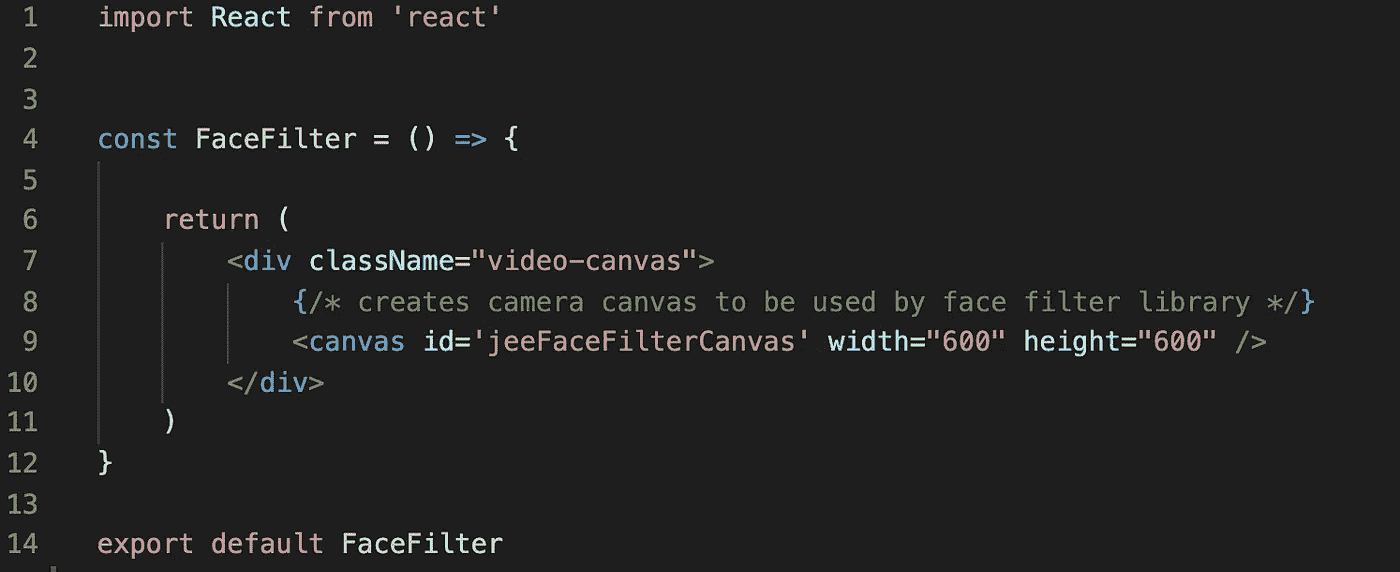 1 import React from 'react'
2
3
4 const FaceFilter = () => {
5
6 return (
7 <div className="video-canvas">
8 {/* creates camera canvas to be used by face filter library */}
9 <canvas id='jeeFaceFilterCanvas' width="600" height="600" />
10 </div>
11 )
12 }
13
14 export default FaceFilter